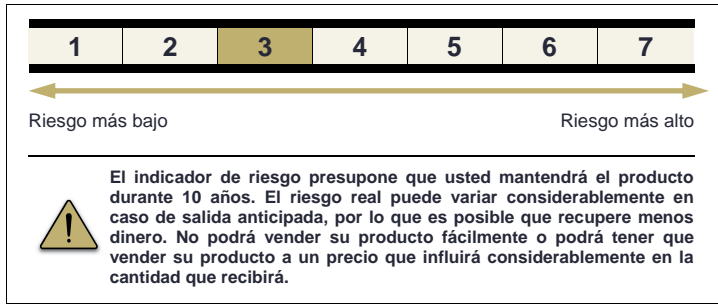 1 2 3 4 5 6 7
Riesgo más bajo Riesgo más alto
El indicador de riesgo presupone que usted mantendrá el producto
durante 10 años. El riesgo real puede variar considerablemente en
caso de salida anticipada, por lo que es posible que recupere menos
dinero. No podrá vender su producto fácilmente o podrá tener que
vender su producto a un precio que influirá considerablemente en la
cantidad que recibirá.